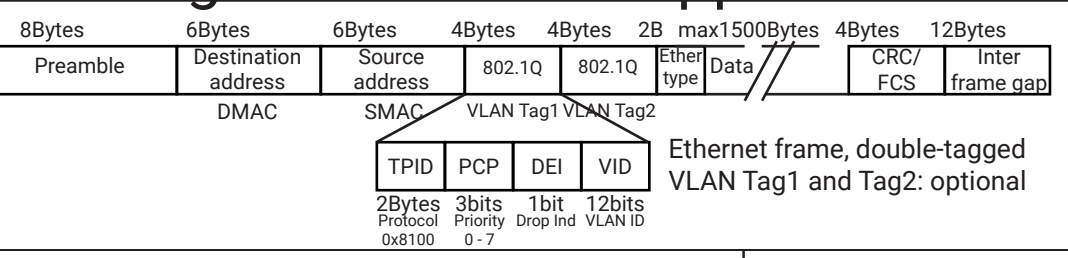 8Bytes 6Bytes 6Bytes 4Bytes 4Bytes 2B max1500Bytes 4Bytes 12Bytes
Preamble Destination address Source address 802.1Q 802.1Q Ether type Data CRC/ FCS Inter frame gap
DMAC SMAC VLAN Tag1 VLAN Tag2
TPID PCP DEI VID
2Bytes 3bits 1bit 12bits
Protocol Priority Drop Ind VLAN ID
0x8100 0 - 7
Ethernet frame, double-tagged
VLAN Tag1 and Tag2: optional